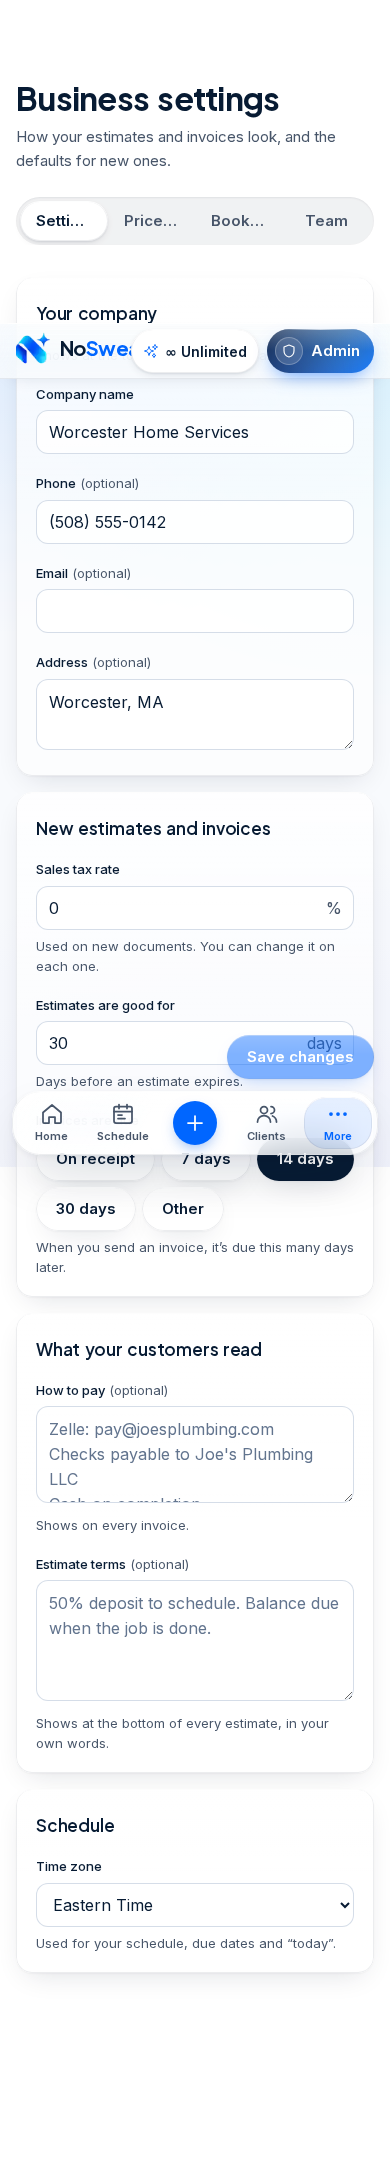 Business settings
How your estimates and invoices look, and the
defaults for new ones.
Setti…
Price…
Book…
Team
Your company
NoSwea
∞ Unlimited
Admin
Company name
Worcester Home Services
Phone (optional)
(508) 555-0142
Email (optional)
Address (optional)
Worcester, MA
New estimates and invoices
Sales tax rate
0 %
Used on new documents. You can change it on
each one.
Estimates are good for
30 days
Save changes
Days before an estimate expires.
Home
Schedule
Clients
More
On receipt
7 days
14 days
30 days
Other
When you send an invoice, it’s due this many days
later.
What your customers read
How to pay (optional)
Zelle: pay@joesplumbing.com
Checks payable to Joe's Plumbing
LLC
Cash on completion
Shows on every invoice.
Estimate terms (optional)
50% deposit to schedule. Balance due
when the job is done.
Shows at the bottom of every estimate, in your
own words.
Schedule
Time zone
Eastern Time
Used for your schedule, due dates and “today”.